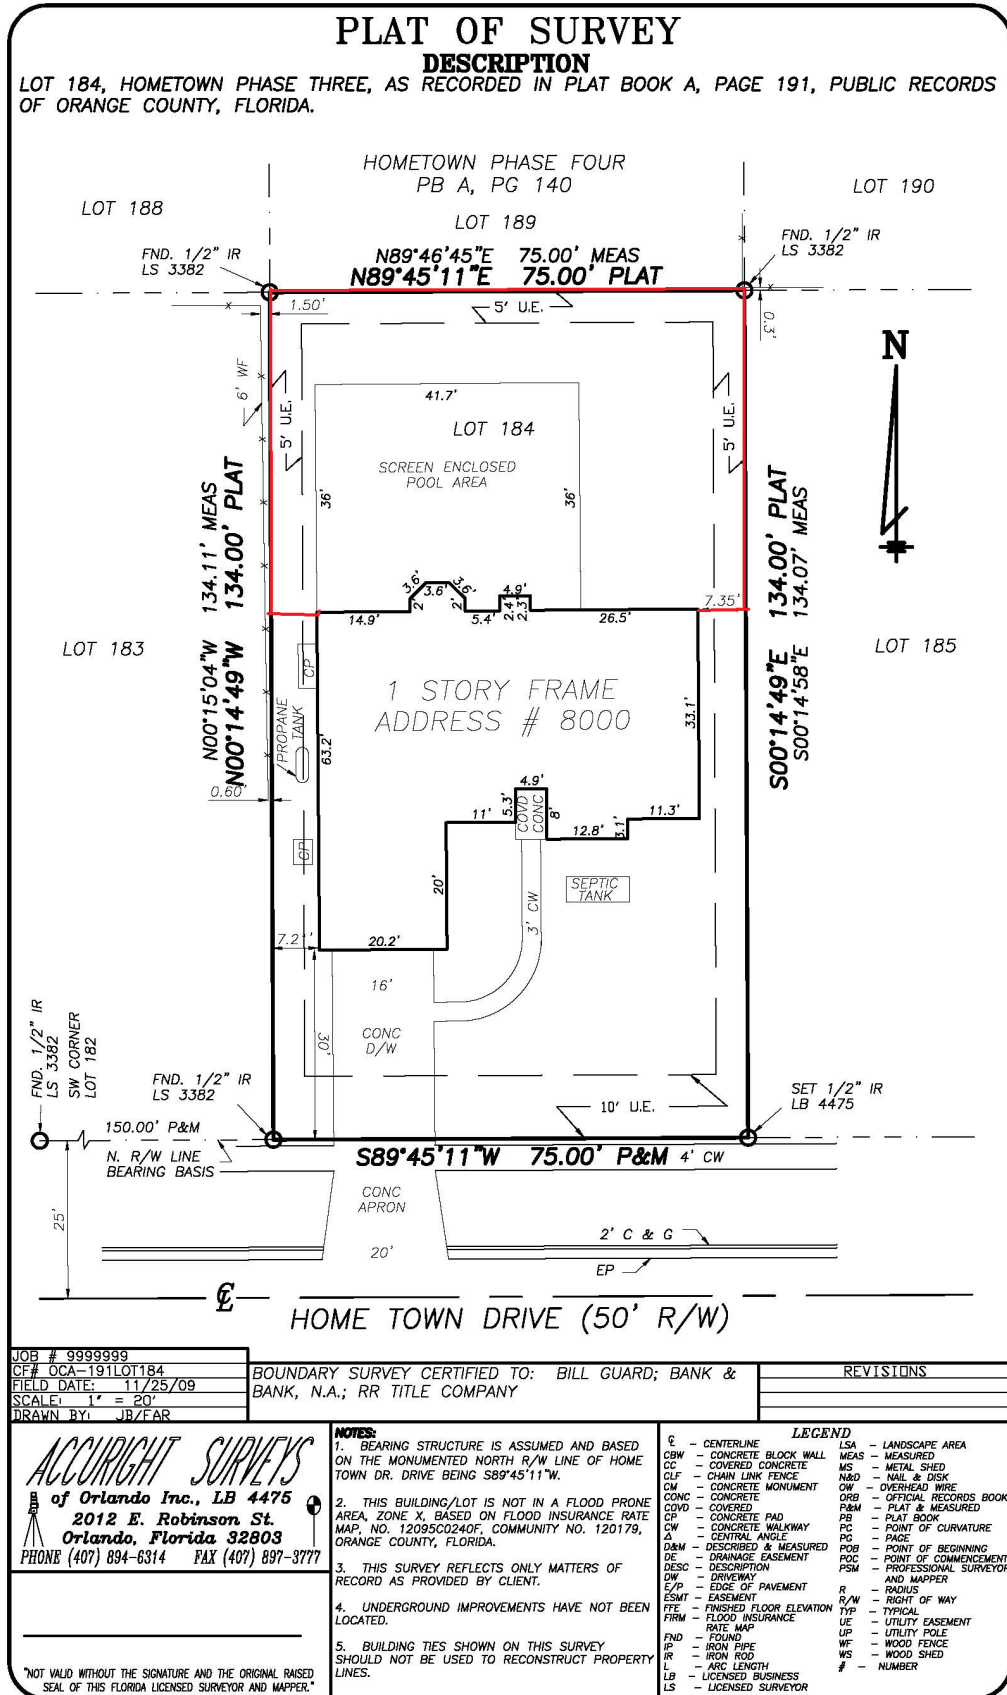 PLAT OF SURVEY
DESCRIPTION
LOT 184, HOMETOWN PHASE THREE, AS RECORDED IN PLAT BOOK A, PAGE 191, PUBLIC RECORDS
OF ORANGE COUNTY, FLORIDA.
HOMETOWN PHASE FOUR
PB A, PG 140
LOT 188
LOT 189
LOT 190
FND. 1/2" IR
LS 3382
N89°46'45"E 75.00' MEAS
N89°45'11"E 75.00' PLAT
FND. 1/2" IR
LS 3382
1.50'
5' U.E.
0.3'
N
6' WF
5' U.E.
41.7'
LOT 184
SCREEN ENCLOSED
POOL AREA
36'
36'
5' U.E.
N00°15'04"W 134.11' MEAS
N00°14'49"W 134.00' PLAT
S00°14'49"E 134.00' PLAT
S00°14'58"E 134.07' MEAS
3.6'
3.6'
3.6'
2'
2'
4.9'
2.4'
2.3'
14.9'
5.4'
26.5'
7.35'
LOT 183
LOT 185
CP
1 STORY FRAME
ADDRESS # 8000
PROPANE
TANK
63.2'
33.1'
0.60'
4.9'
5.3'
COVD
CONC
8'
11'
12.8'
3.1'
11.3'
CP
20'
SEPTIC
TANK
3' CW
7.21'
20.2'
16'
CONC
D/W
30'
FND. 1/2" IR
LS 3382
SW CORNER
LOT 182
FND. 1/2" IR
LS 3382
10' U.E.
SET 1/2" IR
LB 4475
150.00' P&M
N. R/W LINE
BEARING BASIS
S89°45'11"W 75.00' P&M
4' CW
CONC
APRON
20'
25'
2' C & G
EP
℄
HOME TOWN DRIVE (50' R/W)
JOB # 9999999
CF# OCA-191LOT184
FIELD DATE: 11/25/09
SCALE: 1" = 20'
DRAWN BY: JB/FAR
BOUNDARY SURVEY CERTIFIED TO: BILL GUARD; BANK &
BANK, N.A.; RR TITLE COMPANY
REVISIONS
ACCURIGHT SURVEYS
of Orlando Inc., LB 4475
2012 E. Robinson St.
Orlando, Florida 32803
PHONE (407) 894-6314 FAX (407) 897-3777
"NOT VALID WITHOUT THE SIGNATURE AND THE ORIGINAL RAISED
SEAL OF THIS FLORIDA LICENSED SURVEYOR AND MAPPER."
NOTES:
1. BEARING STRUCTURE IS ASSUMED AND BASED
ON THE MONUMENTED NORTH R/W LINE OF HOME
TOWN DR. DRIVE BEING S89°45'11"W.
2. THIS BUILDING/LOT IS NOT IN A FLOOD PRONE
AREA, ZONE X, BASED ON FLOOD INSURANCE RATE
MAP, NO. 12095C0240F, COMMUNITY NO. 120179,
ORANGE COUNTY, FLORIDA.
3. THIS SURVEY REFLECTS ONLY MATTERS OF
RECORD AS PROVIDED BY CLIENT.
4. UNDERGROUND IMPROVEMENTS HAVE NOT BEEN
LOCATED.
5. BUILDING TIES SHOWN ON THIS SURVEY
SHOULD NOT BE USED TO RECONSTRUCT PROPERTY
LINES.
LEGEND
℄ – CENTERLINE
CBW – CONCRETE BLOCK WALL
CC – COVERED CONCRETE
CLF – CHAIN LINK FENCE
CM – CONCRETE MONUMENT
CONC – CONCRETE
COVD – COVERED
CP – CONCRETE PAD
CW – CONCRETE WALKWAY
Δ – CENTRAL ANGLE
D&M – DESCRIBED & MEASURED
DE – DRAINAGE EASEMENT
DESC – DESCRIPTION
DW – DRIVEWAY
E/P – EDGE OF PAVEMENT
ESMT – EASEMENT
FFE – FINISHED FLOOR ELEVATION
FIRM – FLOOD INSURANCE
RATE MAP
FND – FOUND
IP – IRON PIPE
IR – IRON ROD
L – ARC LENGTH
LB – LICENSED BUSINESS
LS – LICENSED SURVEYOR
LSA – LANDSCAPE AREA
MEAS – MEASURED
MS – METAL SHED
N&D – NAIL & DISK
OW – OVERHEAD WIRE
ORB – OFFICIAL RECORDS BOOK
P&M – PLAT & MEASURED
PB – PLAT BOOK
PC – POINT OF CURVATURE
PG – PAGE
POB – POINT OF BEGINNING
POC – POINT OF COMMENCEMENT
PSM – PROFESSIONAL SURVEYOR
AND MAPPER
R – RADIUS
R/W – RIGHT OF WAY
TYP – TYPICAL
UE – UTILITY EASEMENT
UP – UTILITY POLE
WF – WOOD FENCE
WS – WOOD SHED
# – NUMBER